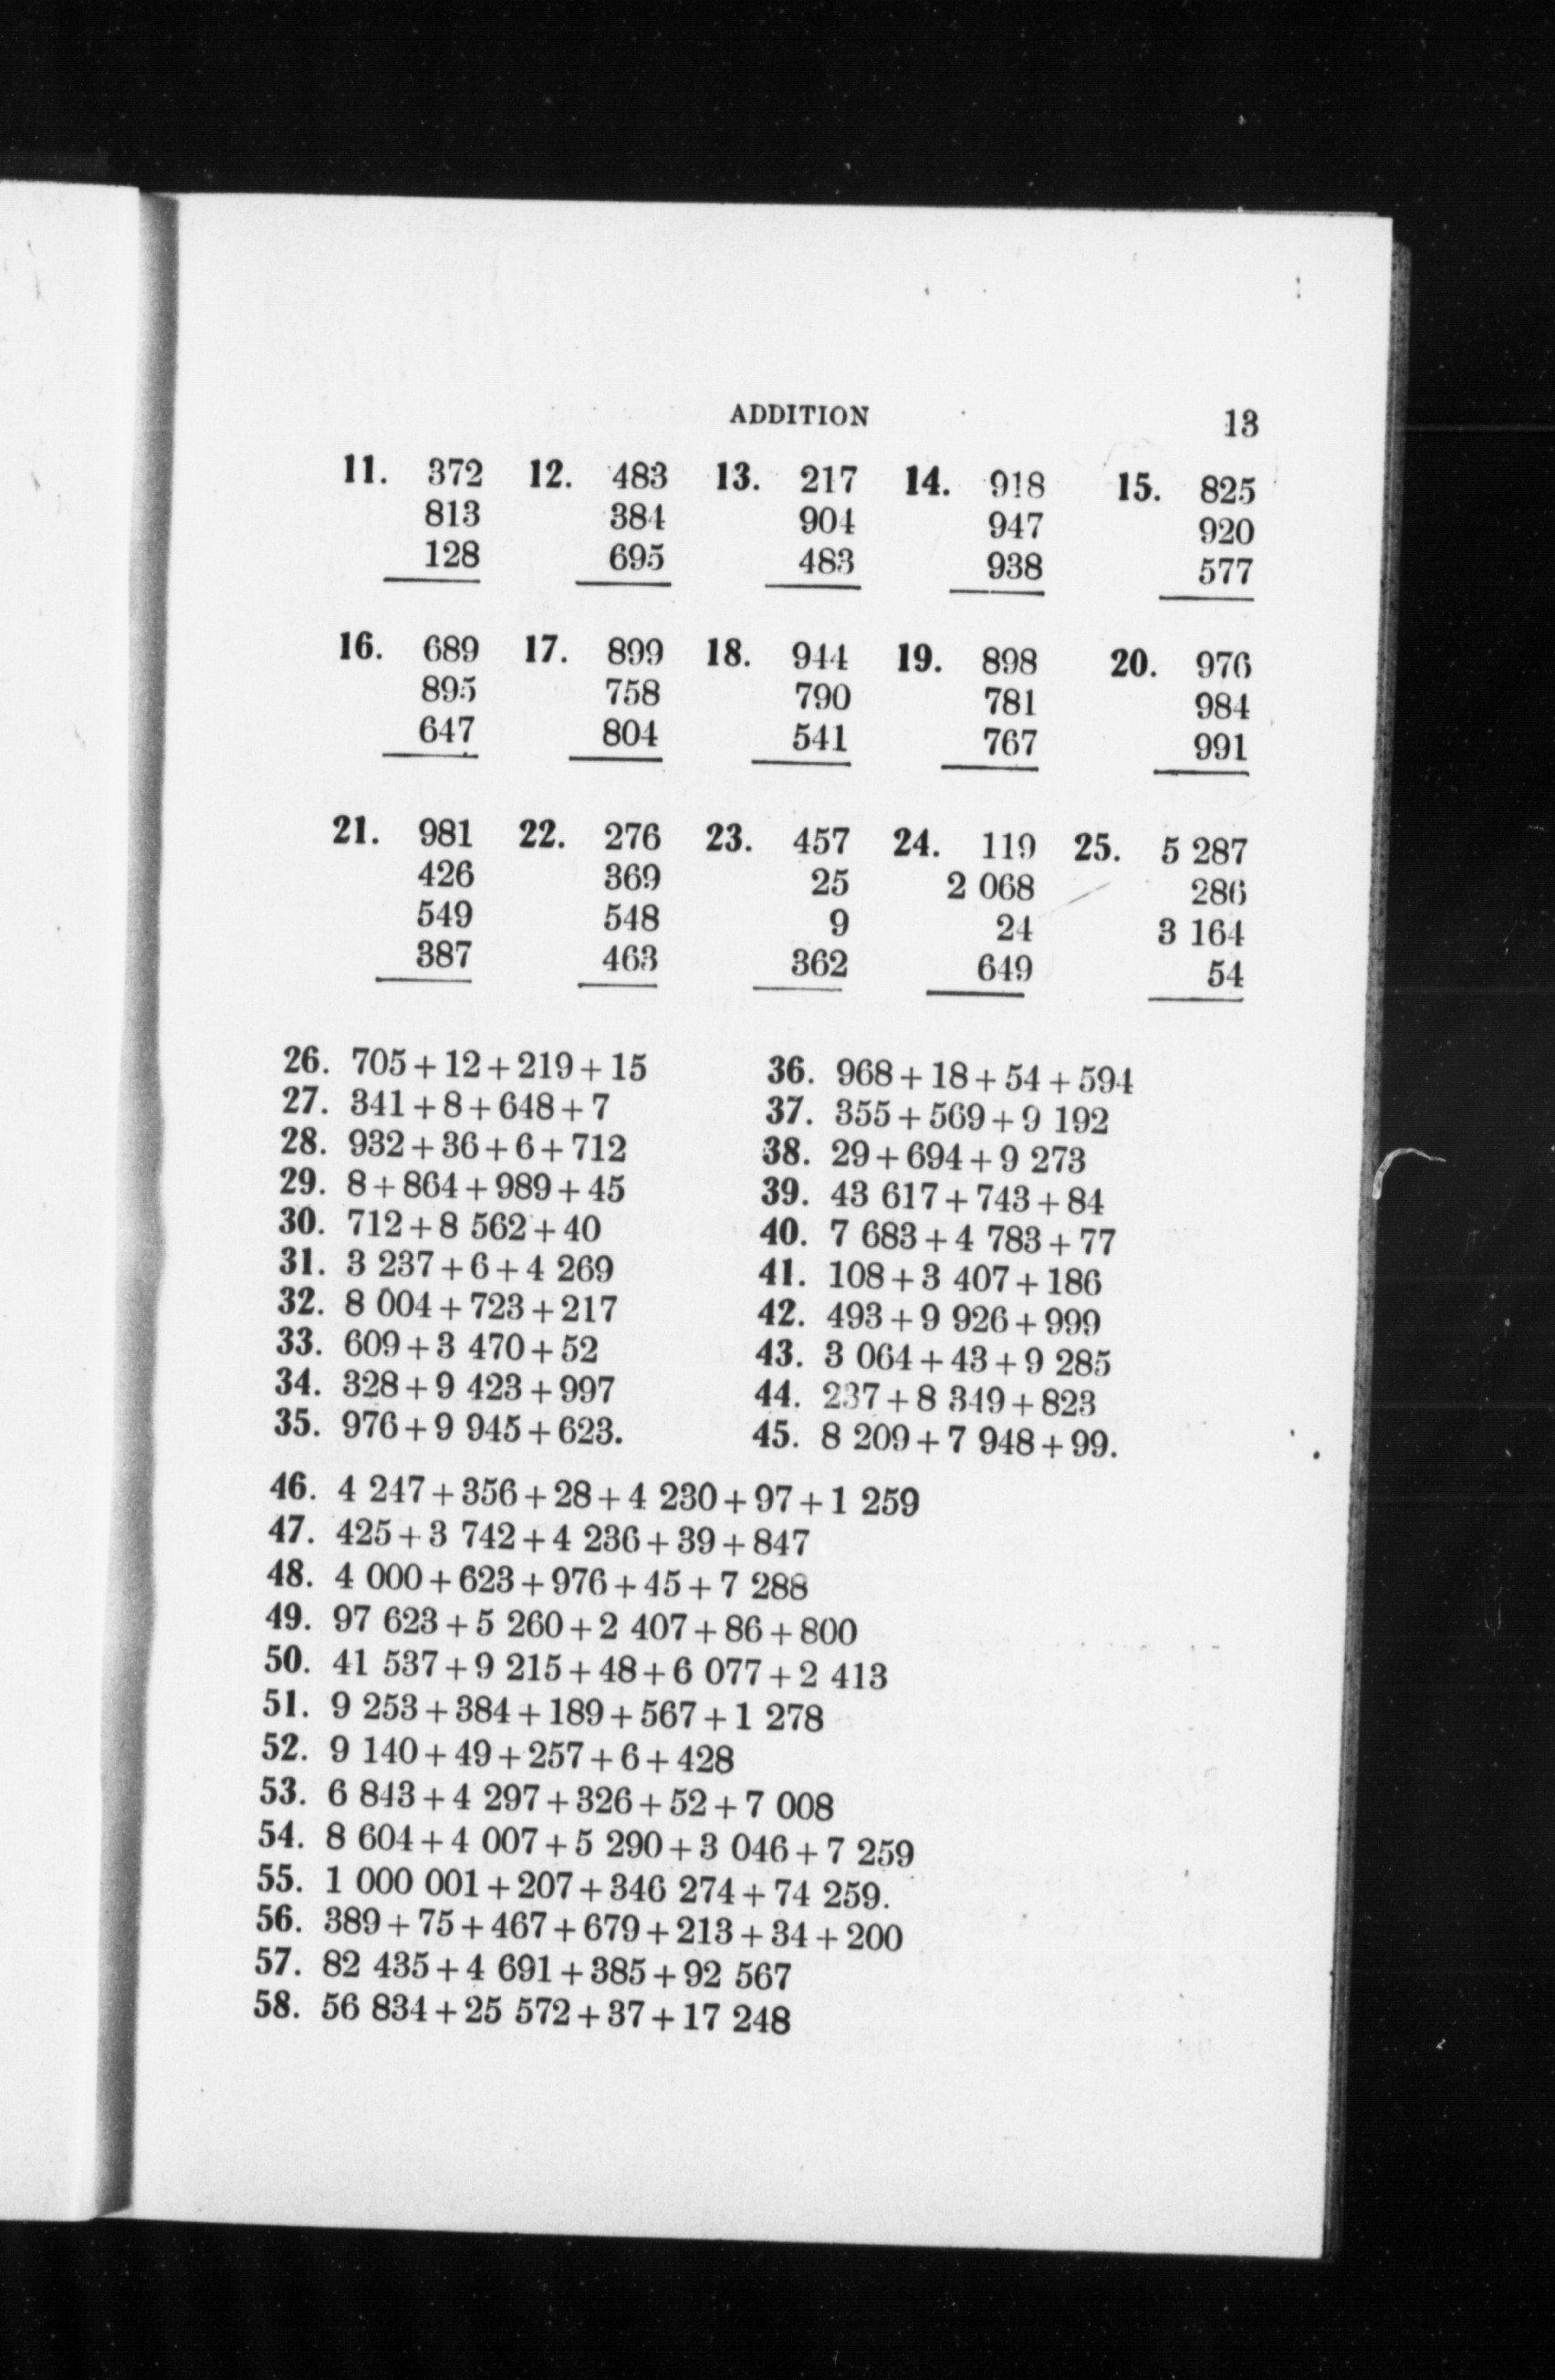 ADDITION 13
11. 372 12. 483 13. 217 14. 918 15. 825
813 384 904 947 920
128 695 483 938 577
16. 689 17. 899 18. 944 19. 898 20. 976
895 758 790 781 984
647 804 541 767 991
21. 981 22. 276 23. 457 24. 119 25. 5 287
426 369 25 2 068 286
549 548 9 24 3 164
387 463 362 649 54
26. 705+12+219+15
27. 341+8+648+7
28. 932+36+6+712
29. 8+864+989+45
30. 712+8 562+40
31. 3 237+6+4 269
32. 8 004+723+217
33. 609+3 470+52
34. 328+9 423+997
35. 976+9 945+623.
36. 968+18+54+594
37. 355+569+9 192
38. 29+694+9 273
39. 43 617+743+84
40. 7 683+4 783+77
41. 108+3 407+186
42. 493+9 926+999
43. 3 064+43+9 285
44. 237+8 349+823
45. 8 209+7 948+99.
46. 4 247+356+28+4 230+97+1 259
47. 425+3 742+4 236+39+847
48. 4 000+623+976+45+7 288
49. 97 623+5 260+2 407+86+800
50. 41 537+9 215+48+6 077+2 413
51. 9 253+384+189+567+1 278
52. 9 140+49+257+6+428
53. 6 843+4 297+326+52+7 008
54. 8 604+4 007+5 290+3 046+7 259
55. 1 000 001+207+346 274+74 259.
56. 389+75+467+679+213+34+200
57. 82 435+4 691+385+92 567
58. 56 834+25 572+37+17 248